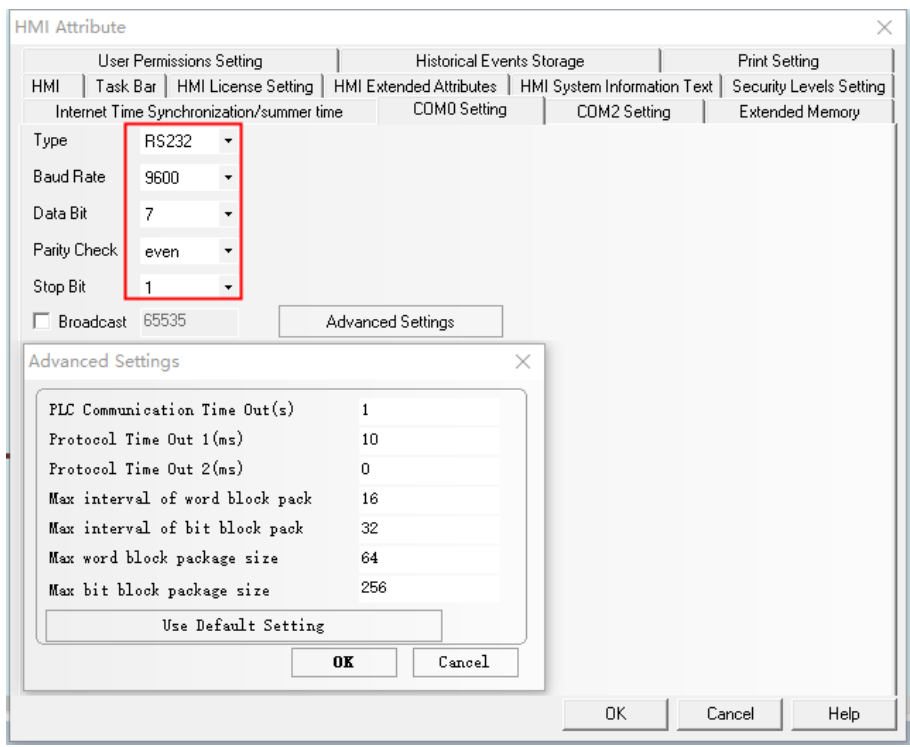 HMI Attribute
User Permissions Setting Historical Events Storage Print Setting
HMI Task Bar HMI License Setting HMI Extended Attributes HMI System Information Text Security Levels Setting
Internet Time Synchronization/summer time COM0 Setting COM2 Setting Extended Memory
Type RS232
Baud Rate 9600
Data Bit 7
Parity Check even
Stop Bit 1
Broadcast 65535 Advanced Settings
Advanced Settings
PLC Communication Time Out(s) 1
Protocol Time Out 1(ms) 10
Protocol Time Out 2(ms) 0
Max interval of word block pack 16
Max interval of bit block pack 32
Max word block package size 64
Max bit block package size 256
Use Default Setting
OK Cancel
OK Cancel Help